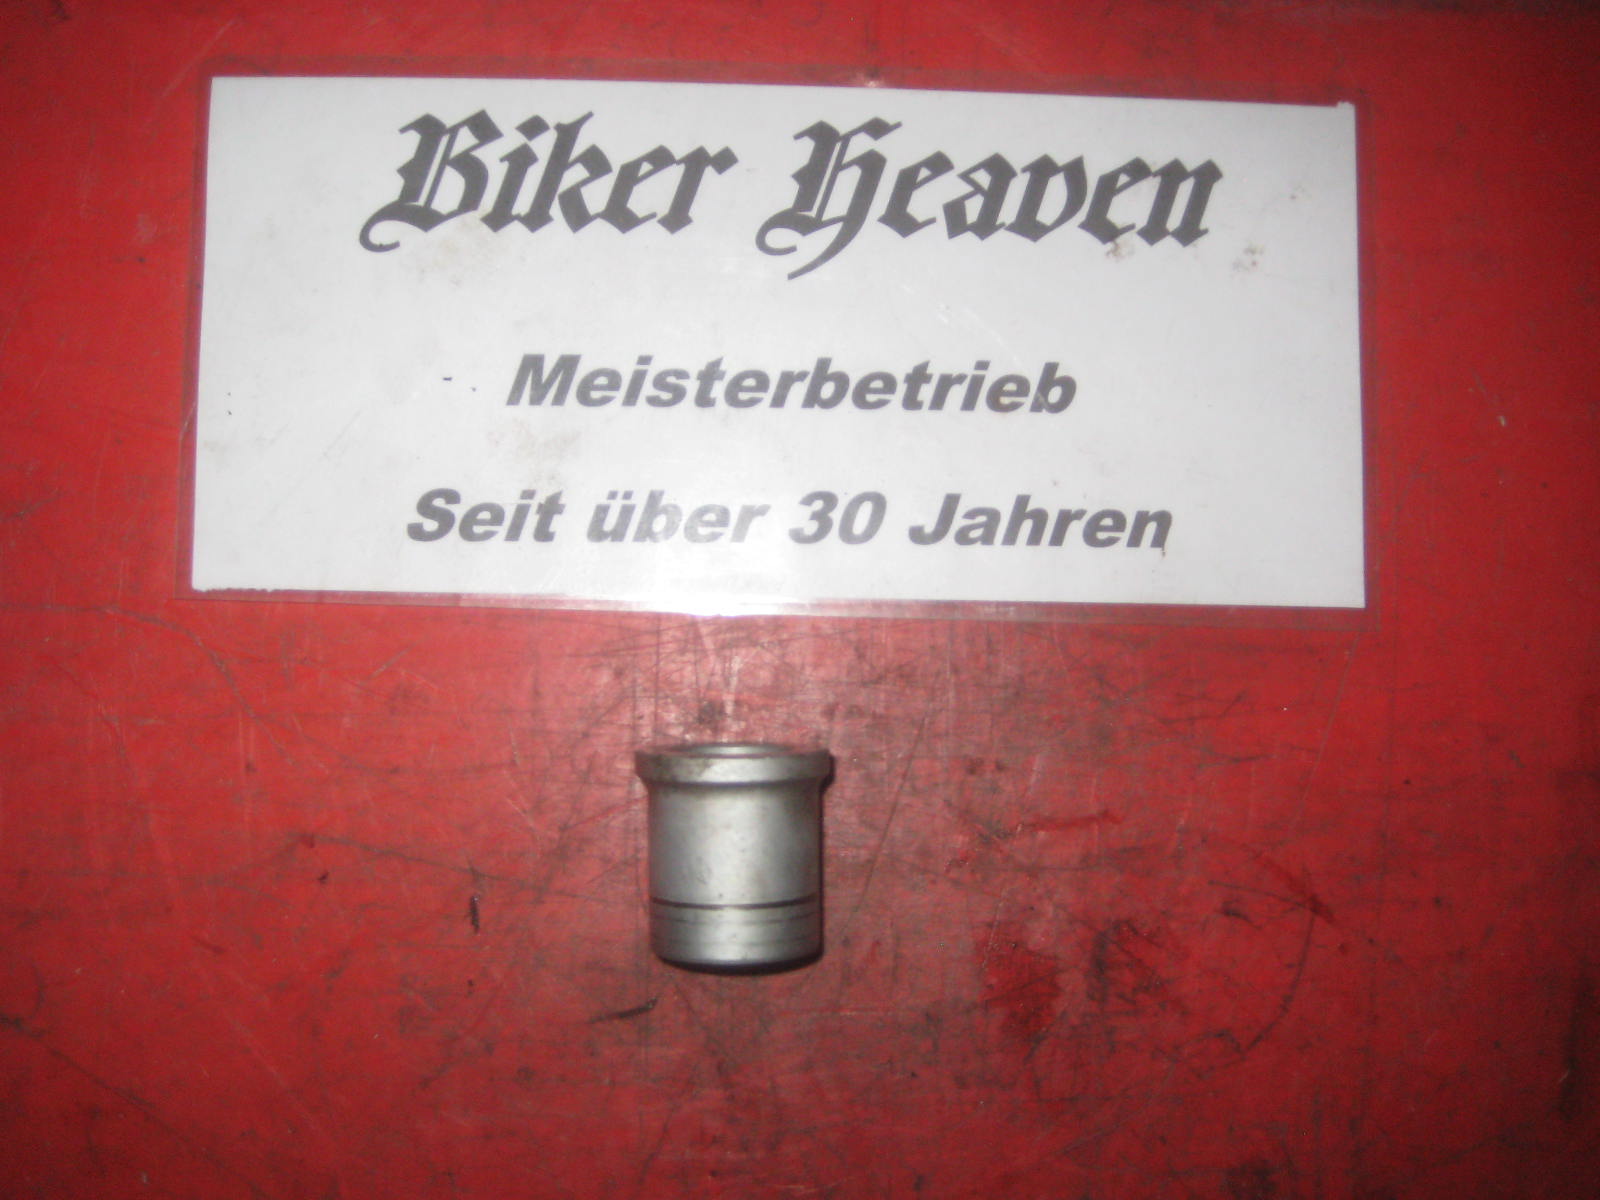 Biker Heaven
Meisterbetrieb
Seit über 30 Jahren